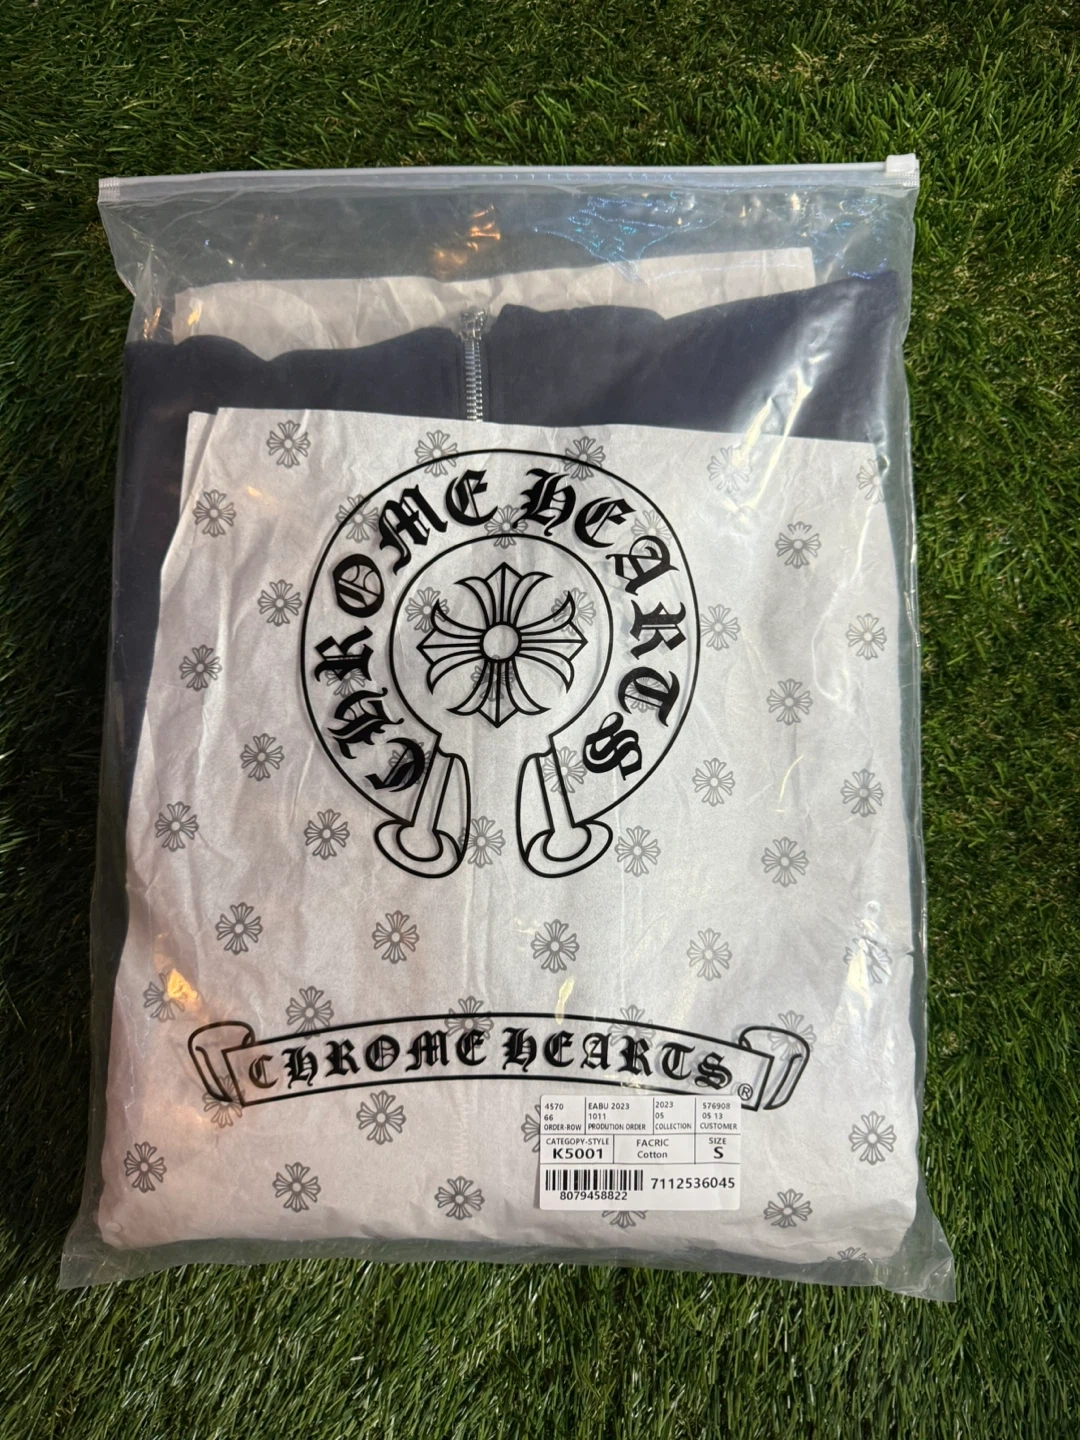 CHROME HEARTS
CHROME HEARTS ®
4570 EABU 2023 2023 576908
66 1011 05 05 13
ORDER-ROW PRODUTION ORDER COLLECTION CUSTOMER
CATEGOPY-STYLE FACRIC SIZE
K5001 Cotton S
8079458822 7112536045